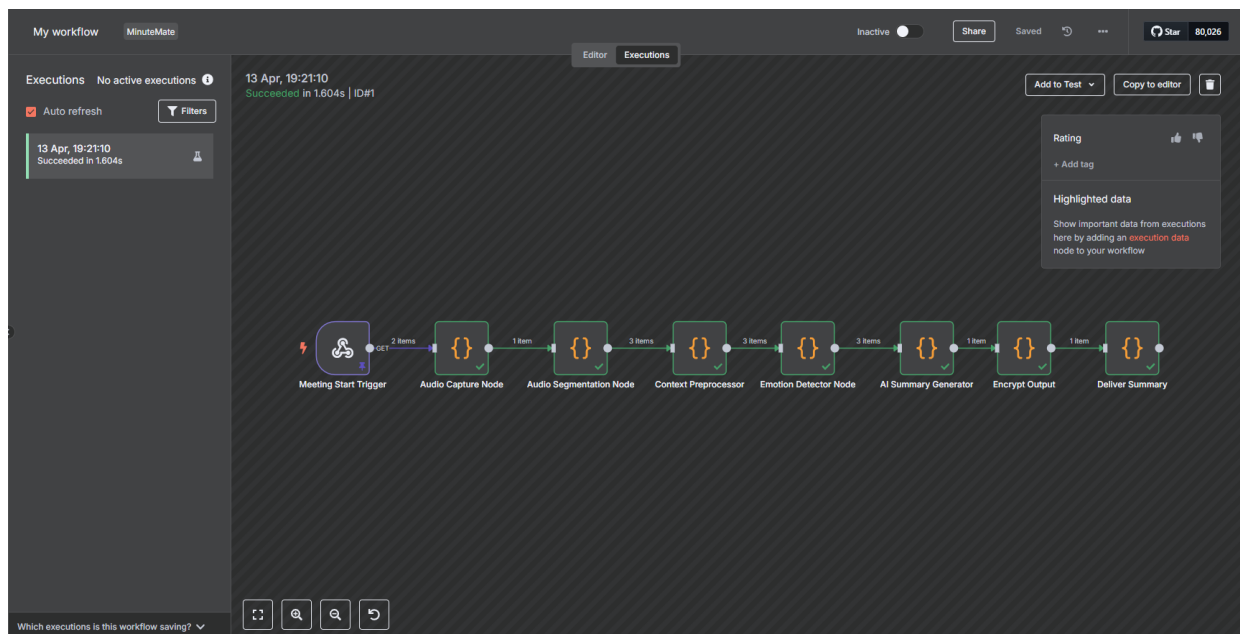 My workflow
MinuteMate
Inactive
Share
Saved
...
Star
80,026
Editor
Executions
Executions
No active executions
Auto refresh
Filters
13 Apr, 19:21:10
Succeeded in 1.604s
13 Apr, 19:21:10
Succeeded in 1.604s | ID#1
Add to Test
Copy to editor
Rating
+ Add tag
Highlighted data
Show important data from executions
here by adding an execution data
node to your workflow
GET
2 items
1 item
3 items
3 items
3 items
1 item
1 item
{}
{}
{}
{}
{}
{}
{}
Meeting Start Trigger
Audio Capture Node
Audio Segmentation Node
Context Preprocessor
Emotion Detector Node
AI Summary Generator
Encrypt Output
Deliver Summary
Which executions is this workflow saving?